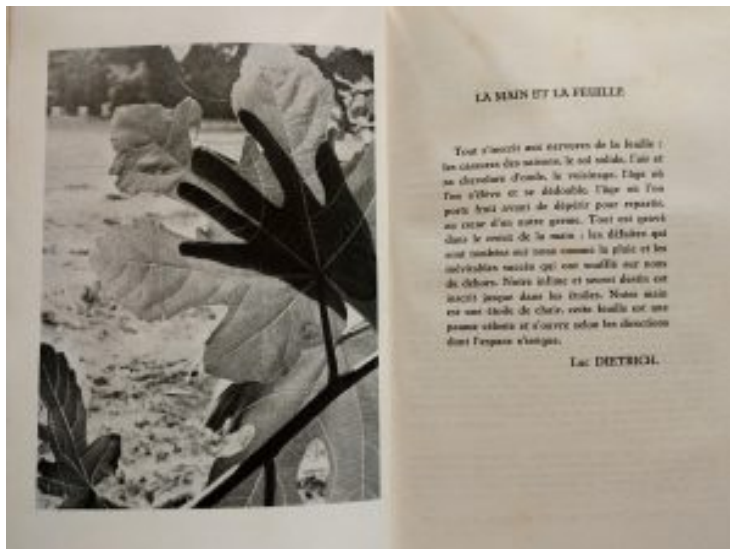 LA MAIN ET LA FEUILLE
Tout s'inscrit aux nervures de la feuille :
les caresses des saisons, le sol solide, l'air et
sa chevelure d'onde, le voisinage, l'âge où
l'on s'élève et se dédouble, l'âge où l'on
porte fruit avant de dépérir pour repartir,
au cœur d'un autre germe. Tout est gravé
dans le creux de la main : les défaites qui
sont tombées sur nous comme la pluie et les
inévitables succès qui ont soufflé sur nous
du dehors. Notre infime et secret destin est
inscrit jusque dans les étoiles. Notre main
est une étoile de chair, cette feuille est une
paume céleste et s'ouvre selon les directions
dont l'espace
Luc DIETRICH.